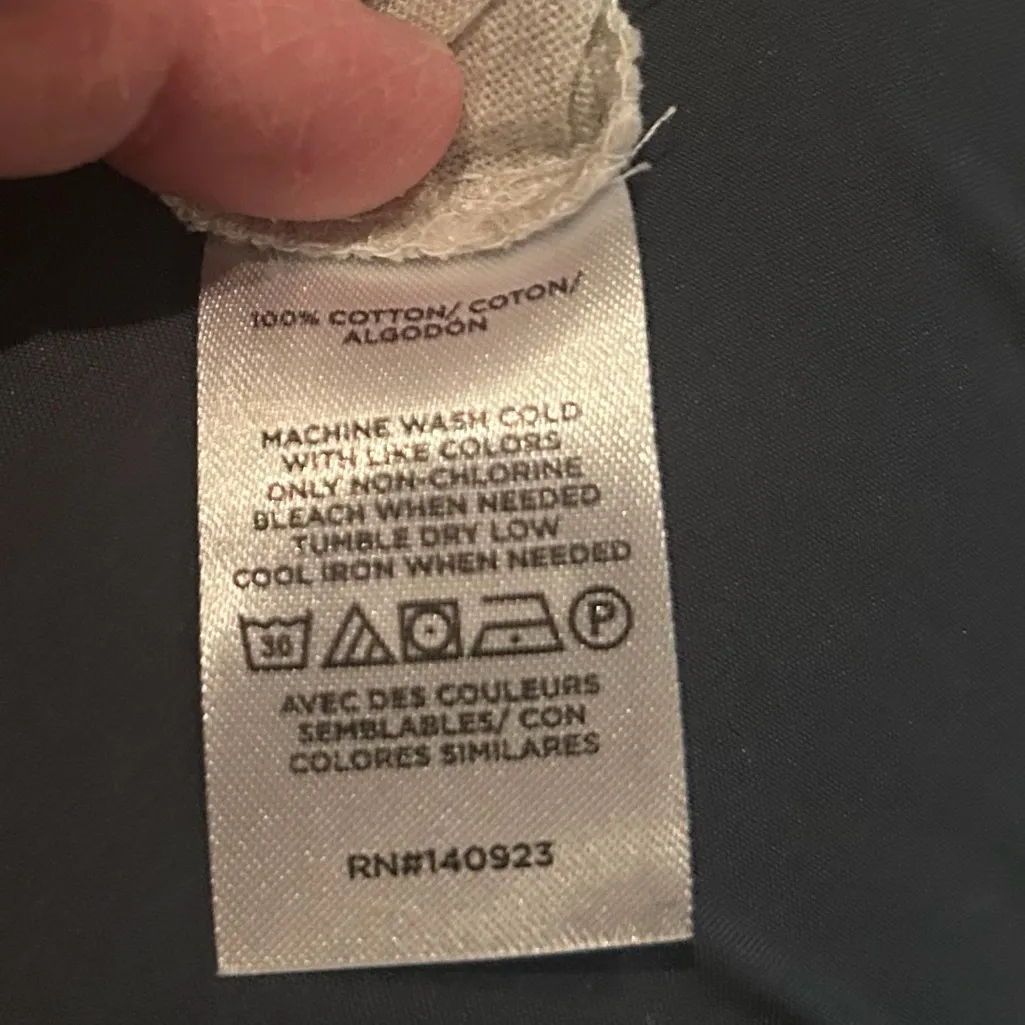 100% COTTON/ COTON/
ALGODÓN
MACHINE WASH COLD
WITH LIKE COLORS
ONLY NON-CHLORINE
BLEACH WHEN NEEDED
TUMBLE DRY LOW
COOL IRON WHEN NEEDED
30 P
AVEC DES COULEURS
SEMBLABLES/ CON
COLORES SIMILARES
RN#140923